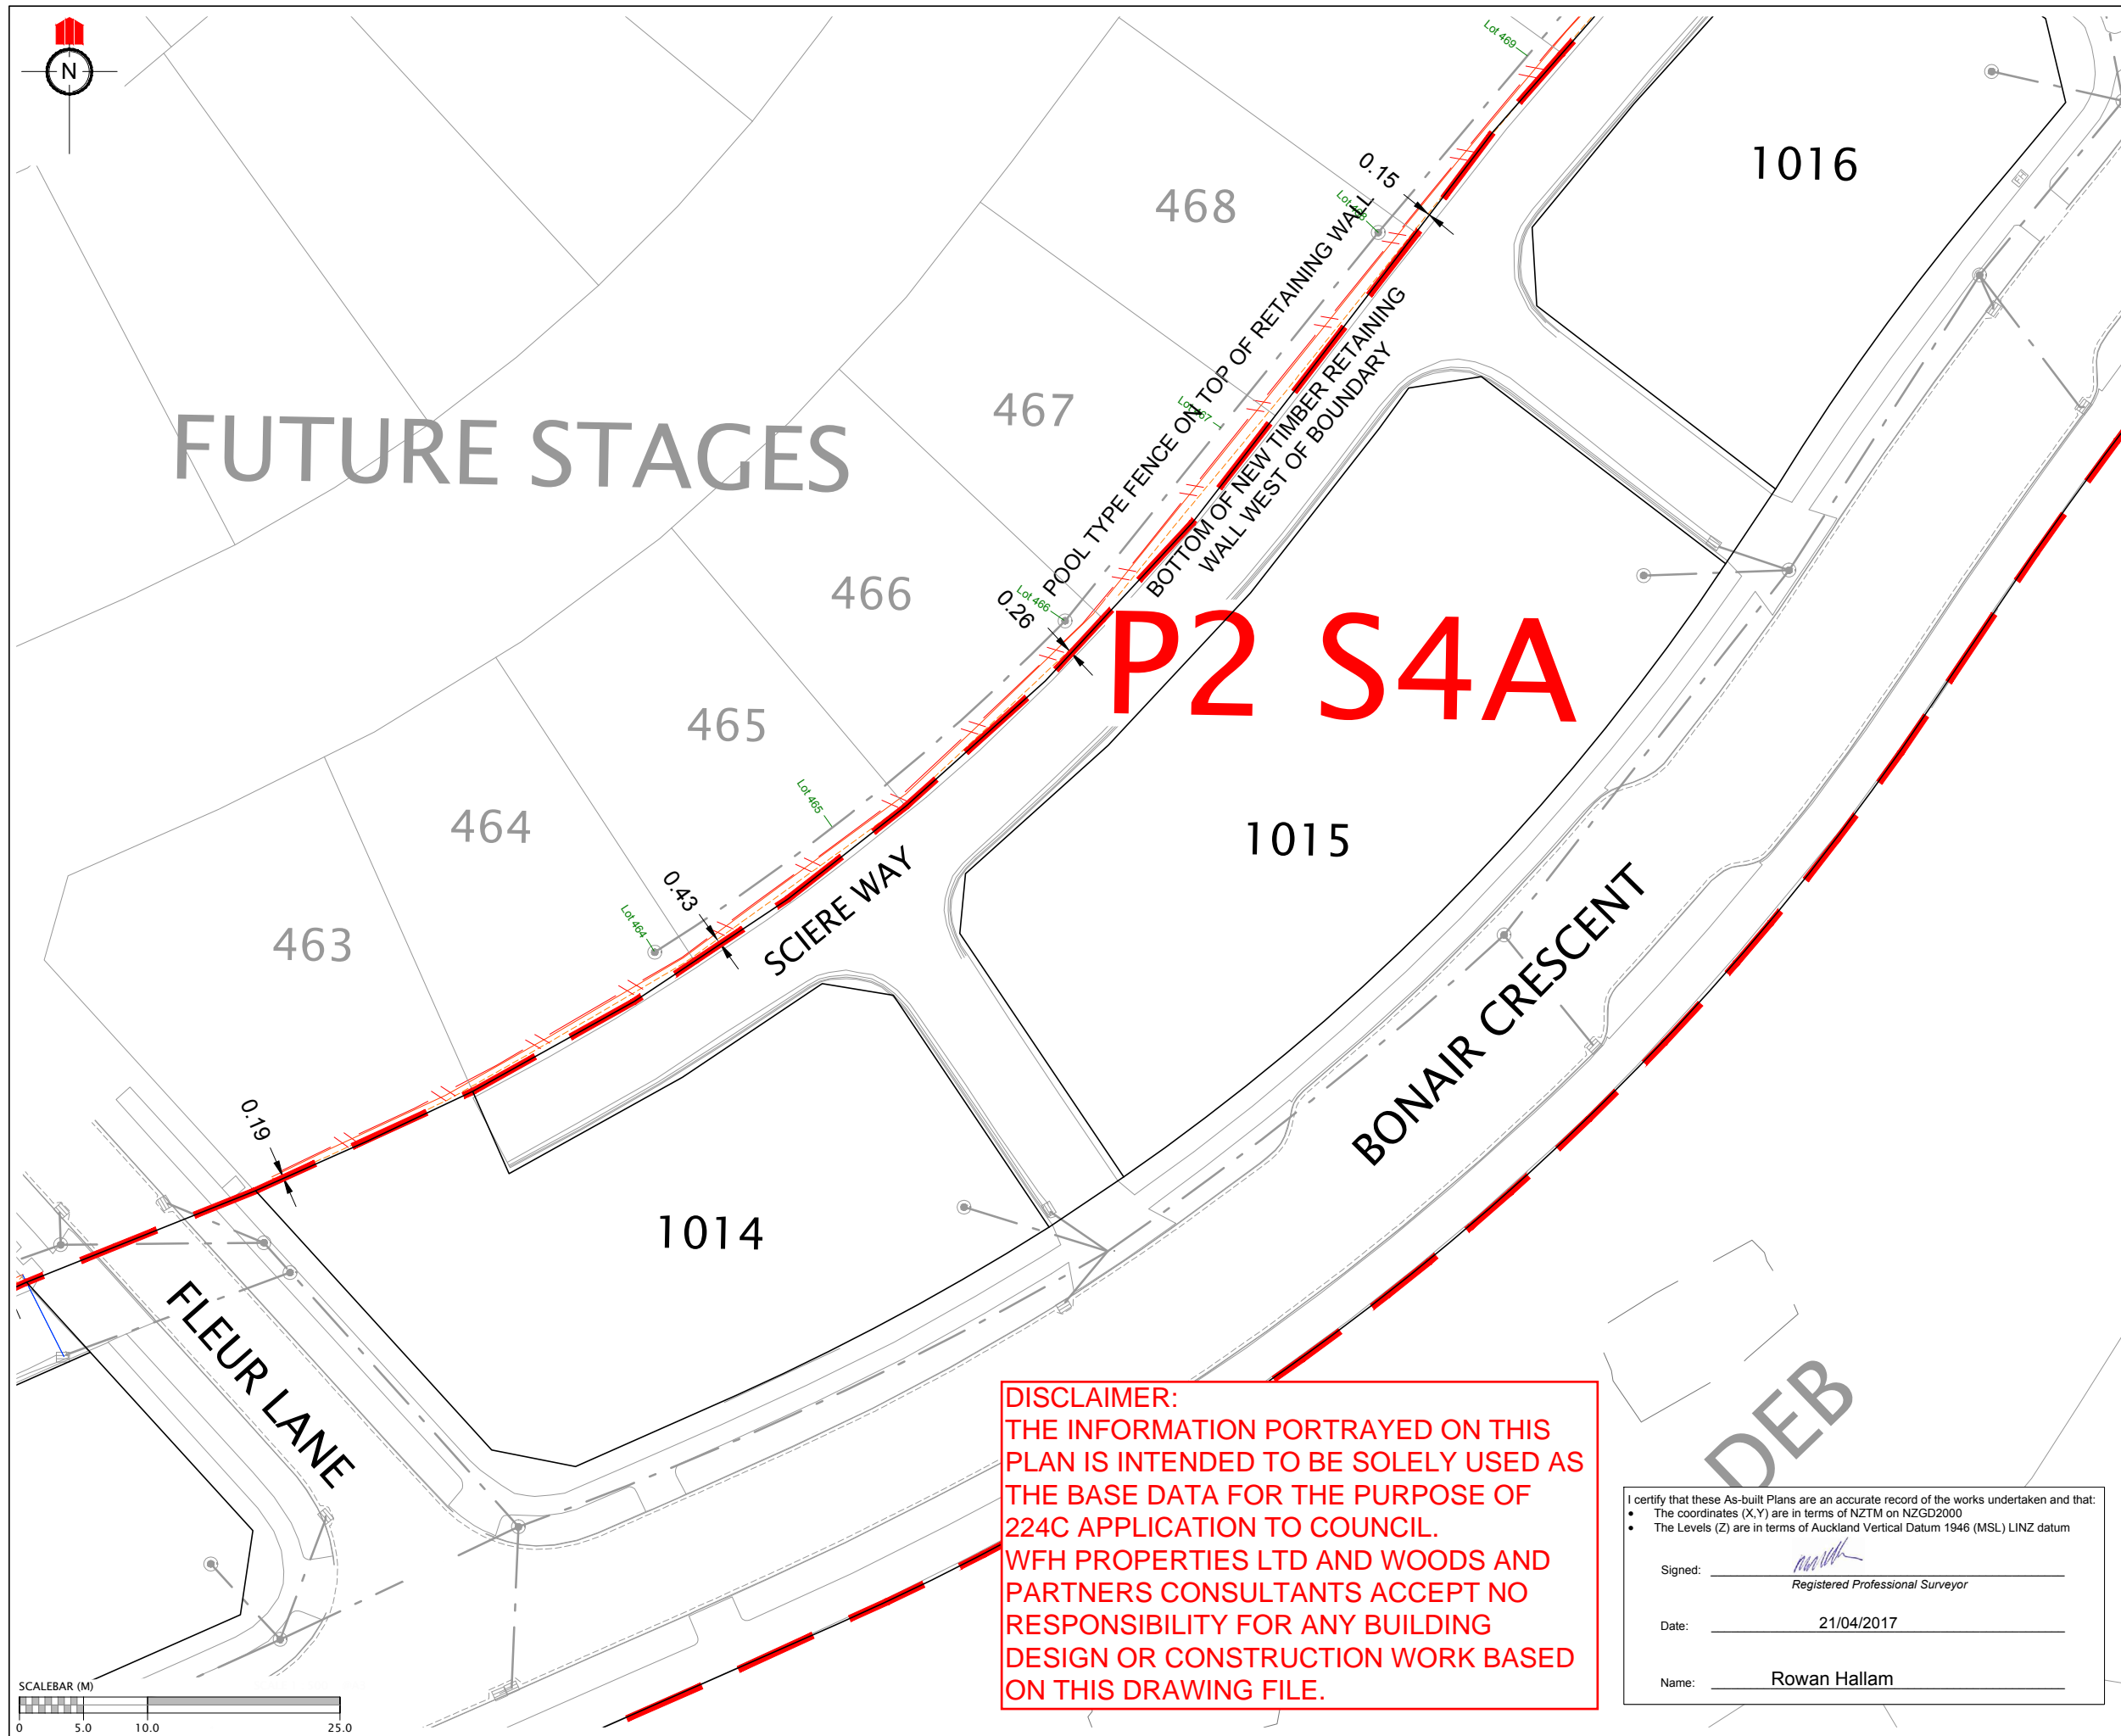 N
Lot 469
1016
0.15
468
Lot 468
POOL TYPE FENCE ON TOP OF RETAINING WALL
BOTTOM OF NEW TIMBER RETAINING
WALL WEST OF BOUNDARY
467
Lot 467
FUTURE STAGES
466
Lot 466
0.26
P2 S4A
465
Lot 465
464
1015
0.43
Lot 464
SCIERE WAY
463
BONAIR CRESCENT
0.19
1014
FLEUR LANE
DEB
DISCLAIMER:
THE INFORMATION PORTRAYED ON THIS
PLAN IS INTENDED TO BE SOLELY USED AS
THE BASE DATA FOR THE PURPOSE OF
224C APPLICATION TO COUNCIL.
WFH PROPERTIES LTD AND WOODS AND
PARTNERS CONSULTANTS ACCEPT NO
RESPONSIBILITY FOR ANY BUILDING
DESIGN OR CONSTRUCTION WORK BASED
ON THIS DRAWING FILE.
I certify that these As-built Plans are an accurate record of the works undertaken and that:
• The coordinates (X,Y) are in terms of NZTM on NZGD2000
• The Levels (Z) are in terms of Auckland Vertical Datum 1946 (MSL) LINZ datum
Signed:
Registered Professional Surveyor
Date: 21/04/2017
Name: Rowan Hallam
SCALEBAR (M)
0 5.0 10.0 25.0
FH